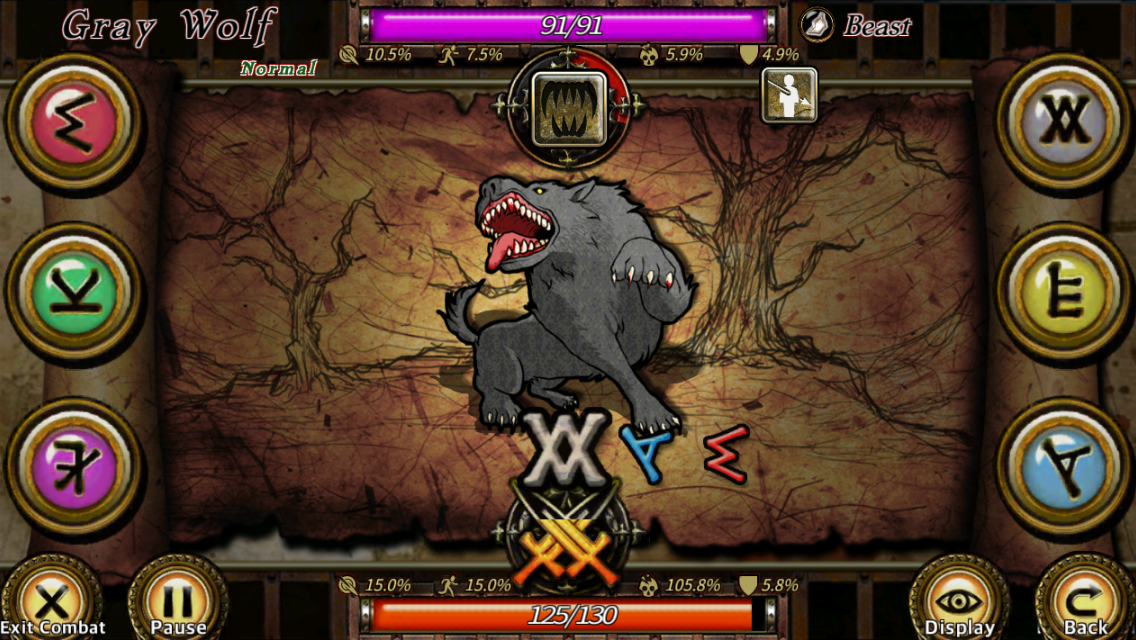 Gray Wolf
Normal
91/91
Beast
10.5% 7.5% 5.9% 4.9%
15.0% 15.0% 105.8% 5.8%
125/130
Exit Combat
Pause
Display
Back